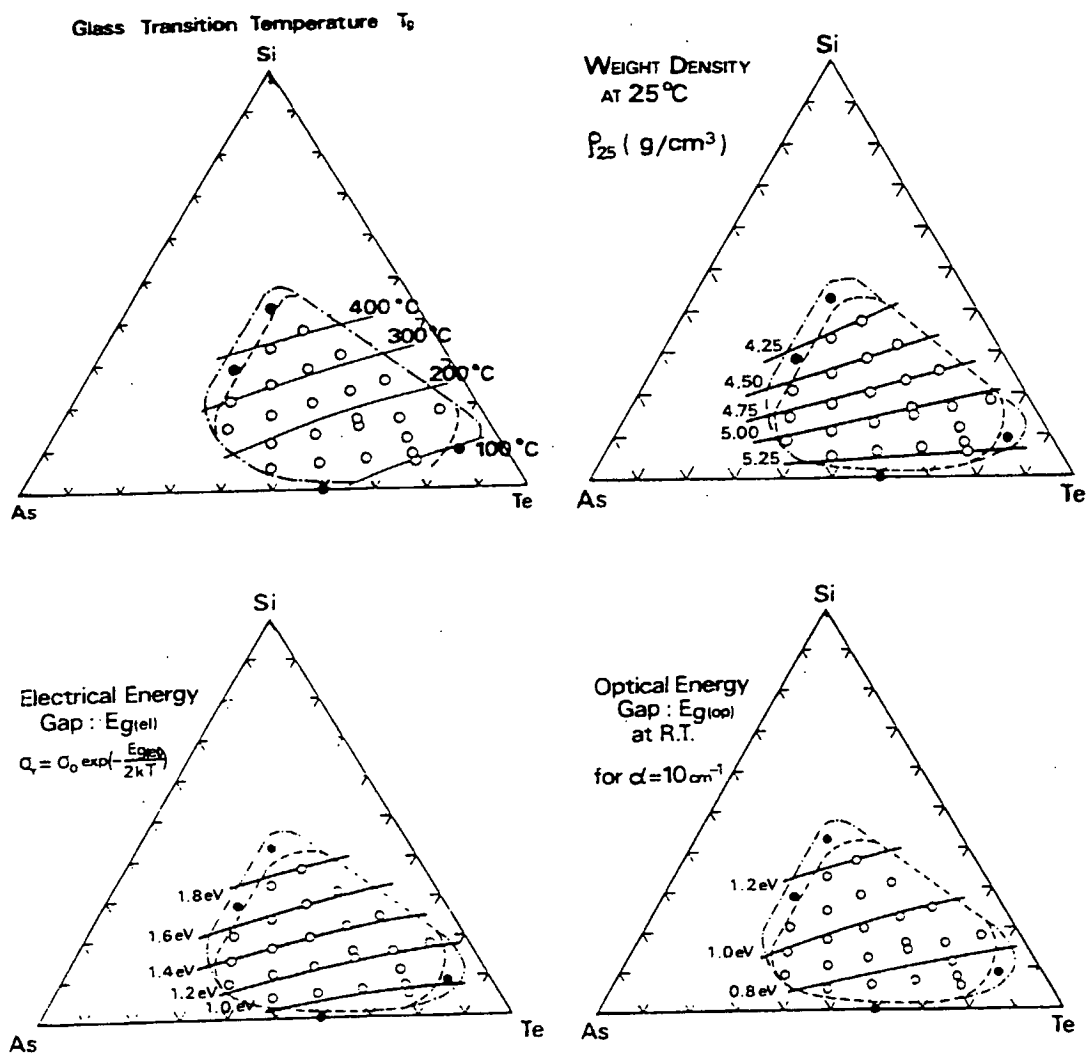 Glass Transition Temperature Tg
Si
400°C
300°C
200°C
100°C
As
Te
WEIGHT DENSITY
AT 25°C
ρ25 ( g/cm³)
Si
4.25
4.50
4.75
5.00
5.25
As
Te
Electrical Energy
Gap : Eg(el)
σr = σ0 exp(-Eg(el)/2kT)
Si
1.8 eV
1.6 eV
1.4 eV
1.2 eV
1.0 eV
As
Te
Optical Energy
Gap : Eg(op)
at R.T.
for α = 10 cm⁻¹
Si
1.2 eV
1.0 eV
0.8 eV
As
Te